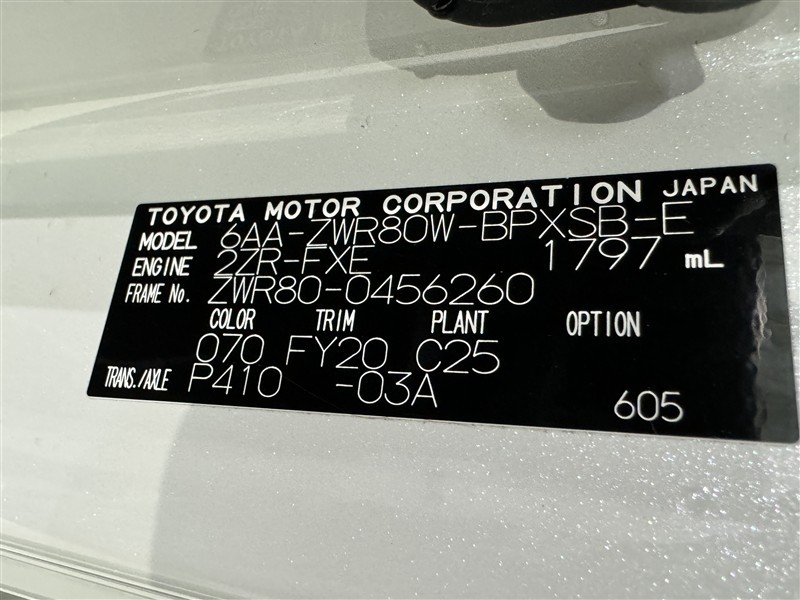 TOYOTA MOTOR CORPORATION JAPAN
MODEL 6AA-ZWR80W-BPXSB-E
ENGINE 2ZR-FXE 1797 mL
FRAME No. ZWR80-0456260
COLOR TRIM PLANT OPTION
070 FY20 C25
TRANS./AXLE P410 -03A
605